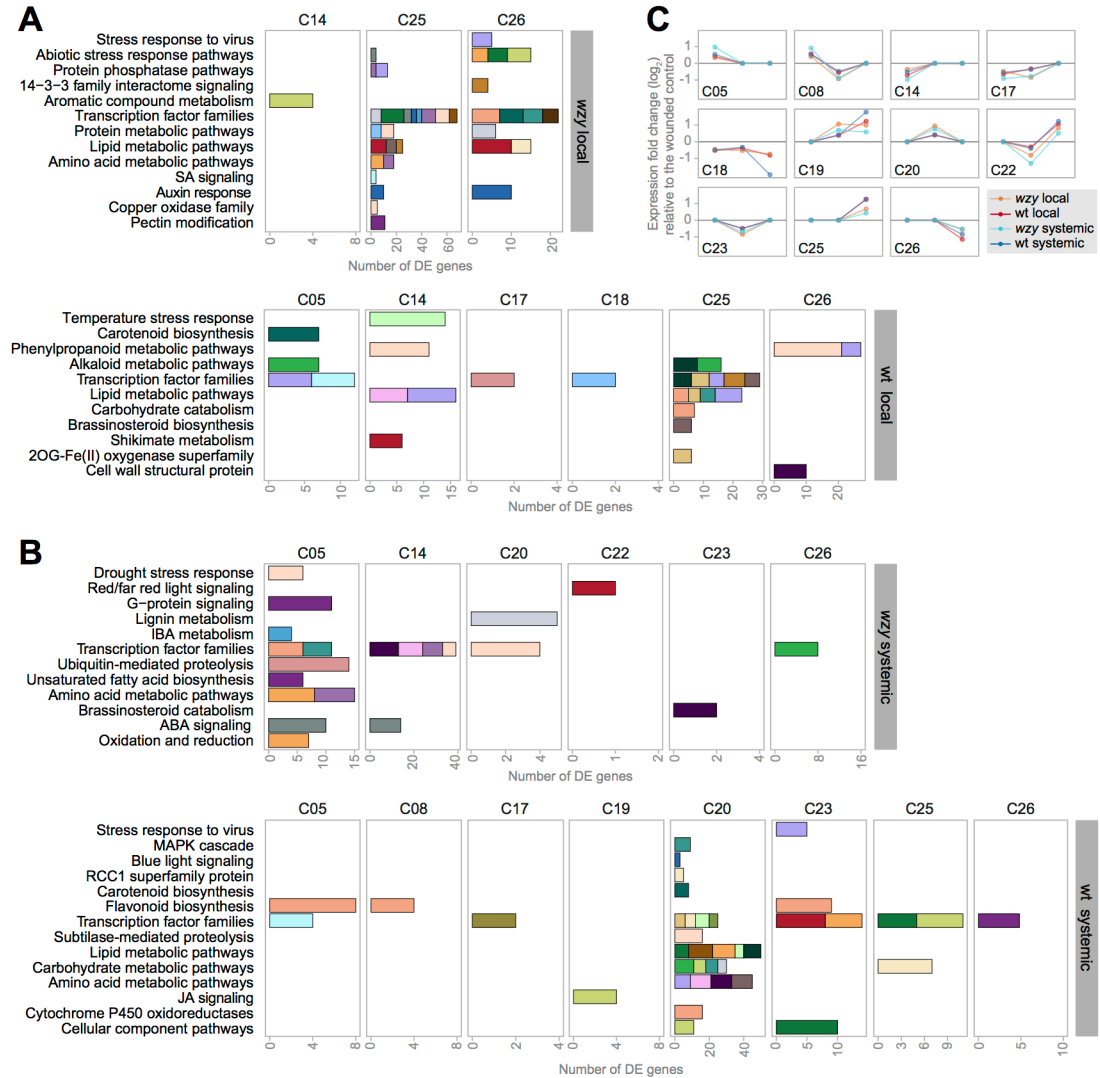 A
C14 C25 C26
Stress response to virus
Abiotic stress response pathways
Protein phosphatase pathways
14−3−3 family interactome signaling
Aromatic compound metabolism
Transcription factor families
Protein metabolic pathways
Lipid metabolic pathways
Amino acid metabolic pathways
SA signaling
Auxin response
Copper oxidase family
Pectin modification
wzy local
0 4 8 0 20 40 60 0 10 20
Number of DE genes
C
Expression fold change (log2)
relative to the wounded control
1 0 -1
C05 C08 C14 C17
1 0 -1
C18 C19 C20 C22
1 0 -1
C23 C25 C26
wzy local
wt local
wzy systemic
wt systemic
C05 C14 C17 C18 C25 C26
Temperature stress response
Carotenoid biosynthesis
Phenylpropanoid metabolic pathways
Alkaloid metabolic pathways
Transcription factor families
Lipid metabolic pathways
Carbohydrate catabolism
Brassinosteroid biosynthesis
Shikimate metabolism
2OG-Fe(II) oxygenase superfamily
Cell wall structural protein
wt local
0 5 10 0 5 10 15 0 2 4 0 2 4 0 10 20 30 0 10 20
Number of DE genes
B
C05 C14 C20 C22 C23 C26
Drought stress response
Red/far red light signaling
G−protein signaling
Lignin metabolism
IBA metabolism
Transcription factor families
Ubiquitin-mediated proteolysis
Unsaturated fatty acid biosynthesis
Amino acid metabolic pathways
Brassinosteroid catabolism
ABA signaling
Oxidation and reduction
wzy systemic
0 5 10 15 0 20 40 0 2 4 0 1 2 0 2 4 0 8 16
Number of DE genes
C05 C08 C17 C19 C20 C23 C25 C26
Stress response to virus
MAPK cascade
Blue light signaling
RCC1 superfamily protein
Carotenoid biosynthesis
Flavonoid biosynthesis
Transcription factor families
Subtilase-mediated proteolysis
Lipid metabolic pathways
Carbohydrate metabolic pathways
Amino acid metabolic pathways
JA signaling
Cytochrome P450 oxidoreductases
Cellular component pathways
wt systemic
0 4 8 0 4 8 0 2 4 0 4 8 0 20 40 0 5 10 0 3 6 9 0 5 10
Number of DE genes